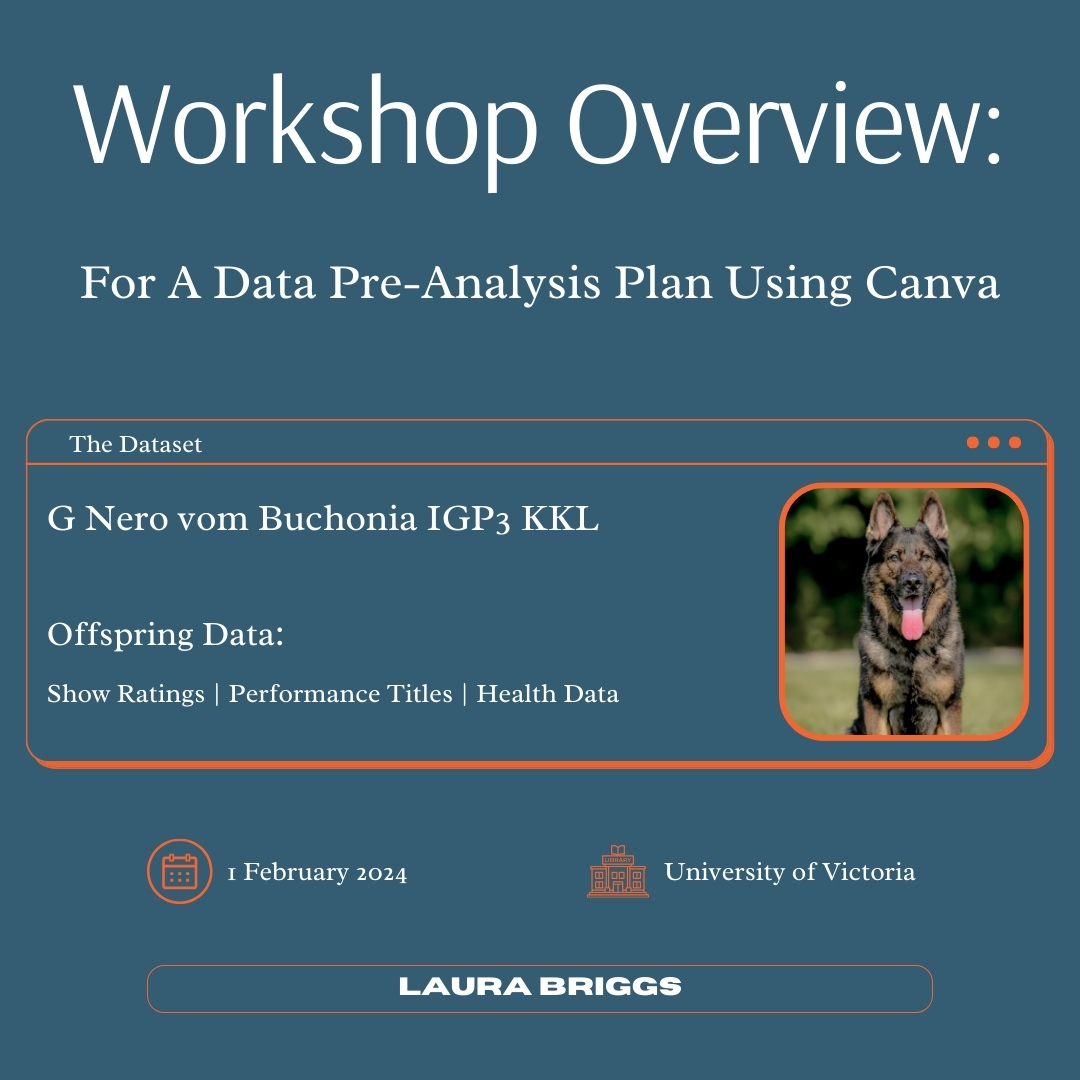 Workshop Overview:
For A Data Pre-Analysis Plan Using Canva
The Dataset
G Nero vom Buchonia IGP3 KKL
Offspring Data:
Show Ratings | Performance Titles | Health Data
1 February 2024
LIBRARY
University of Victoria
LAURA BRIGGS